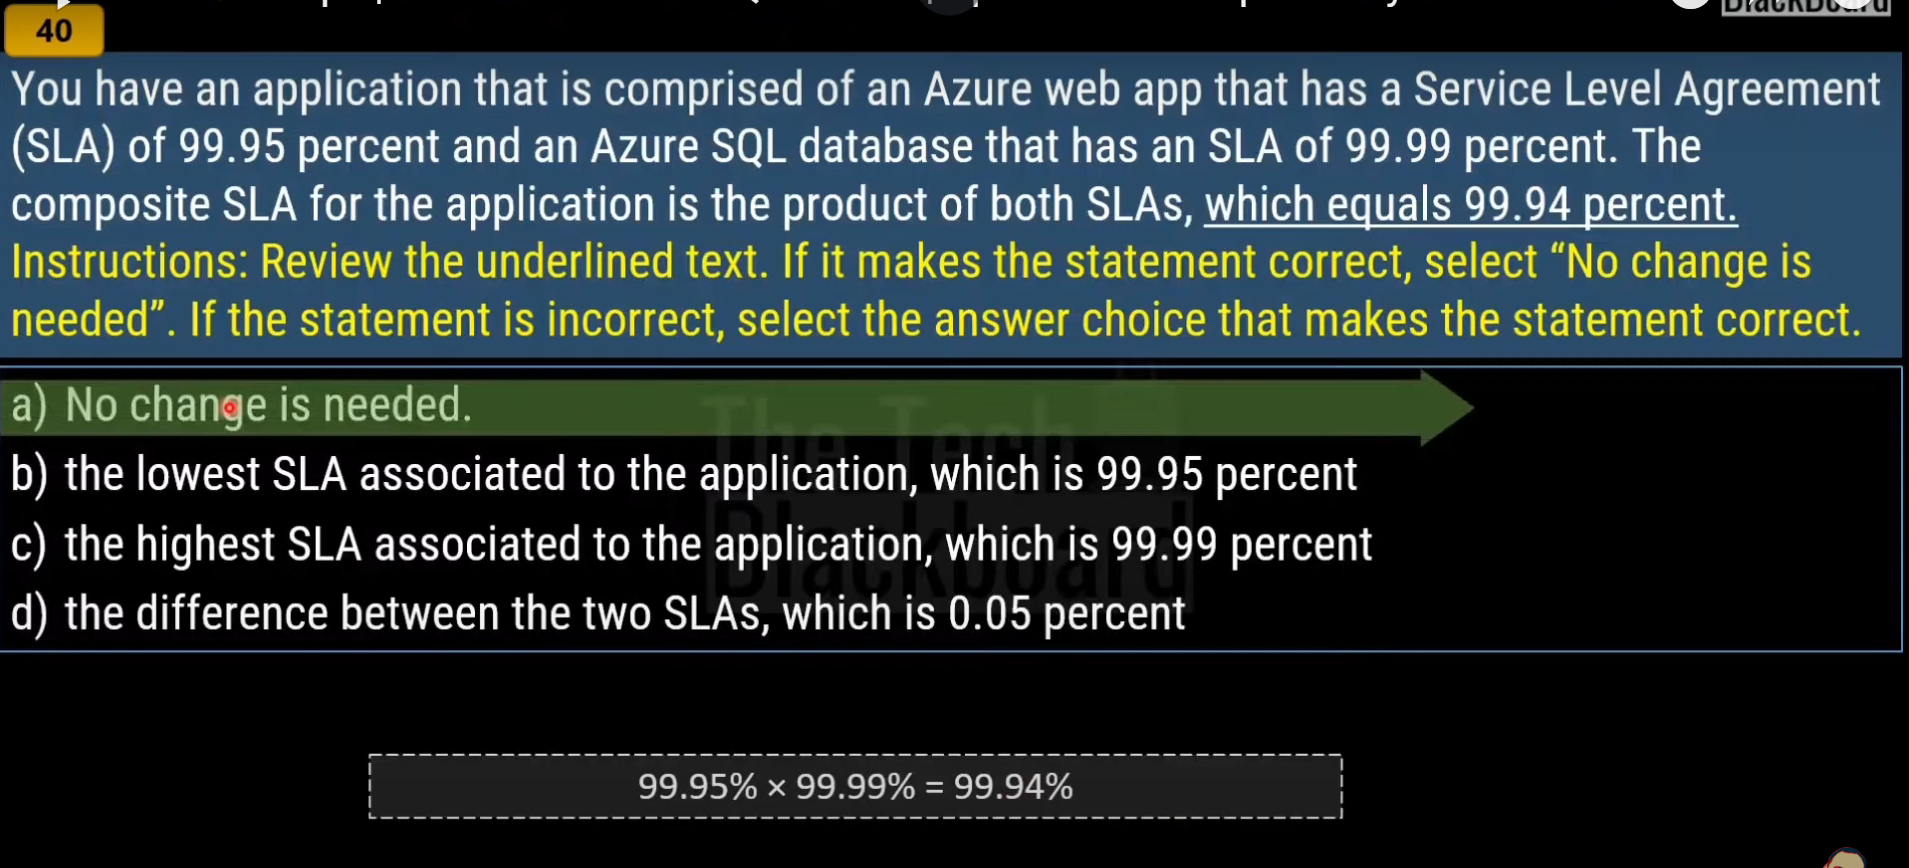 40
You have an application that is comprised of an Azure web app that has a Service Level Agreement
(SLA) of 99.95 percent and an Azure SQL database that has an SLA of 99.99 percent. The
composite SLA for the application is the product of both SLAs, which equals 99.94 percent.
Instructions: Review the underlined text. If it makes the statement correct, select “No change is
needed”. If the statement is incorrect, select the answer choice that makes the statement correct.
a) No change is needed.
b) the lowest SLA associated to the application, which is 99.95 percent
c) the highest SLA associated to the application, which is 99.99 percent
d) the difference between the two SLAs, which is 0.05 percent
The Tech
Blackboard
99.95% × 99.99% = 99.94%